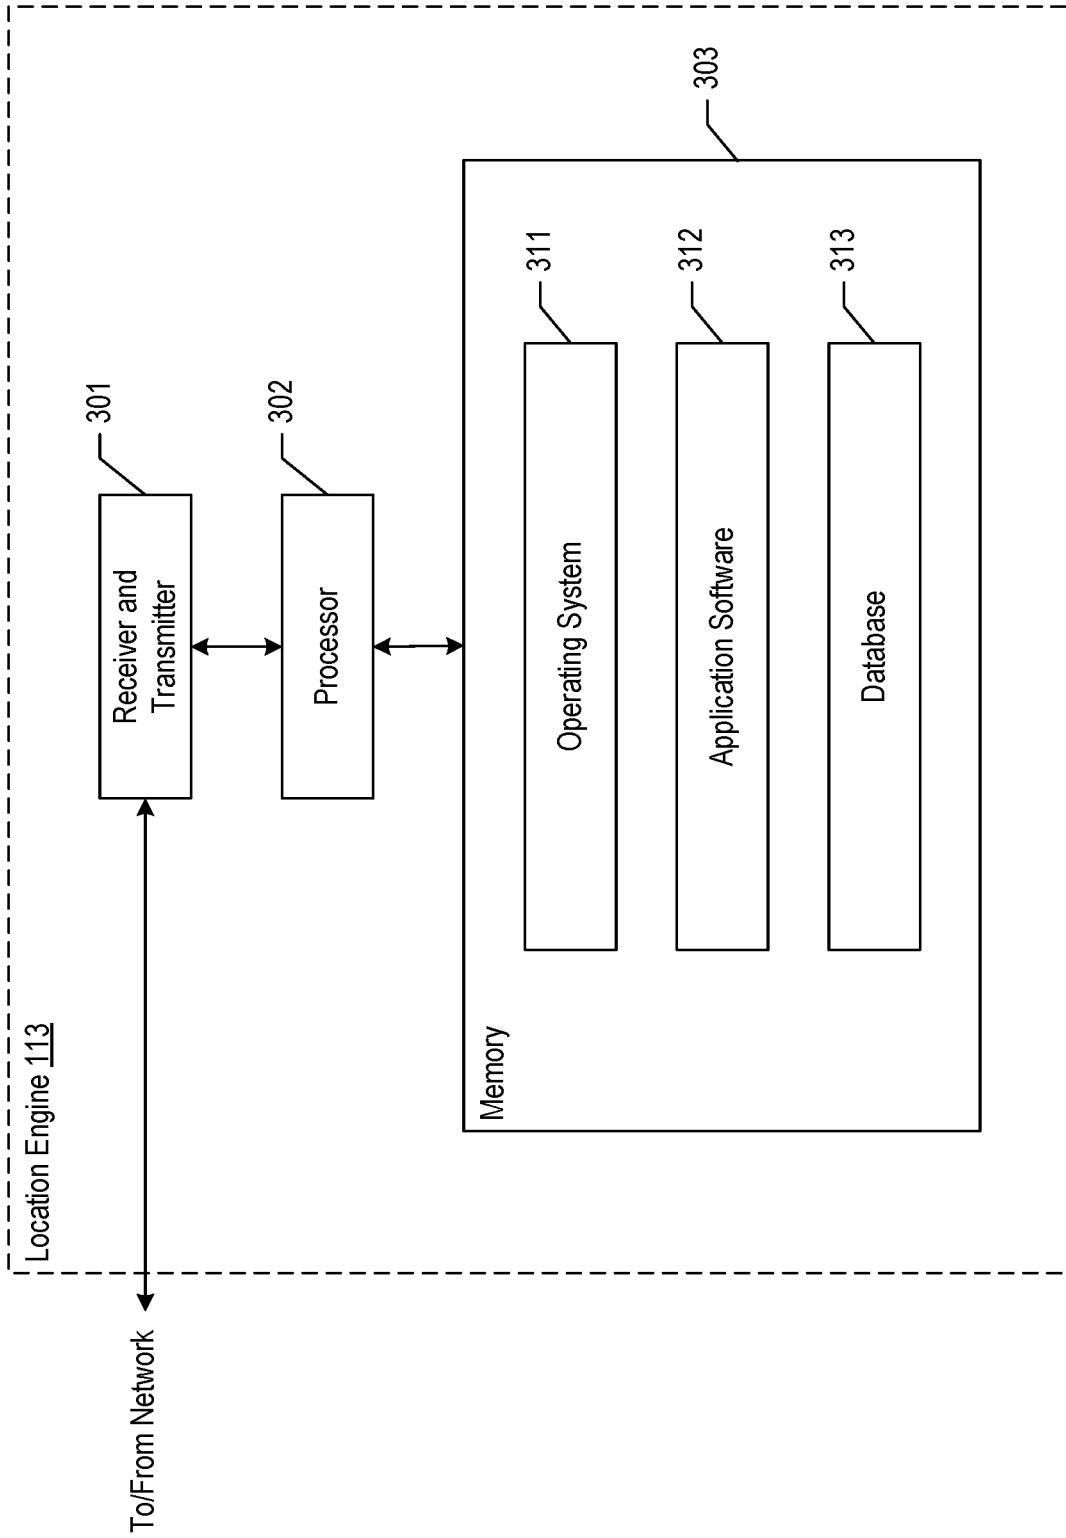 Location Engine 113
To/From Network
Receiver and
Transmitter
301
Processor
302
Memory
303
Operating System
311
Application Software
312
Database
313